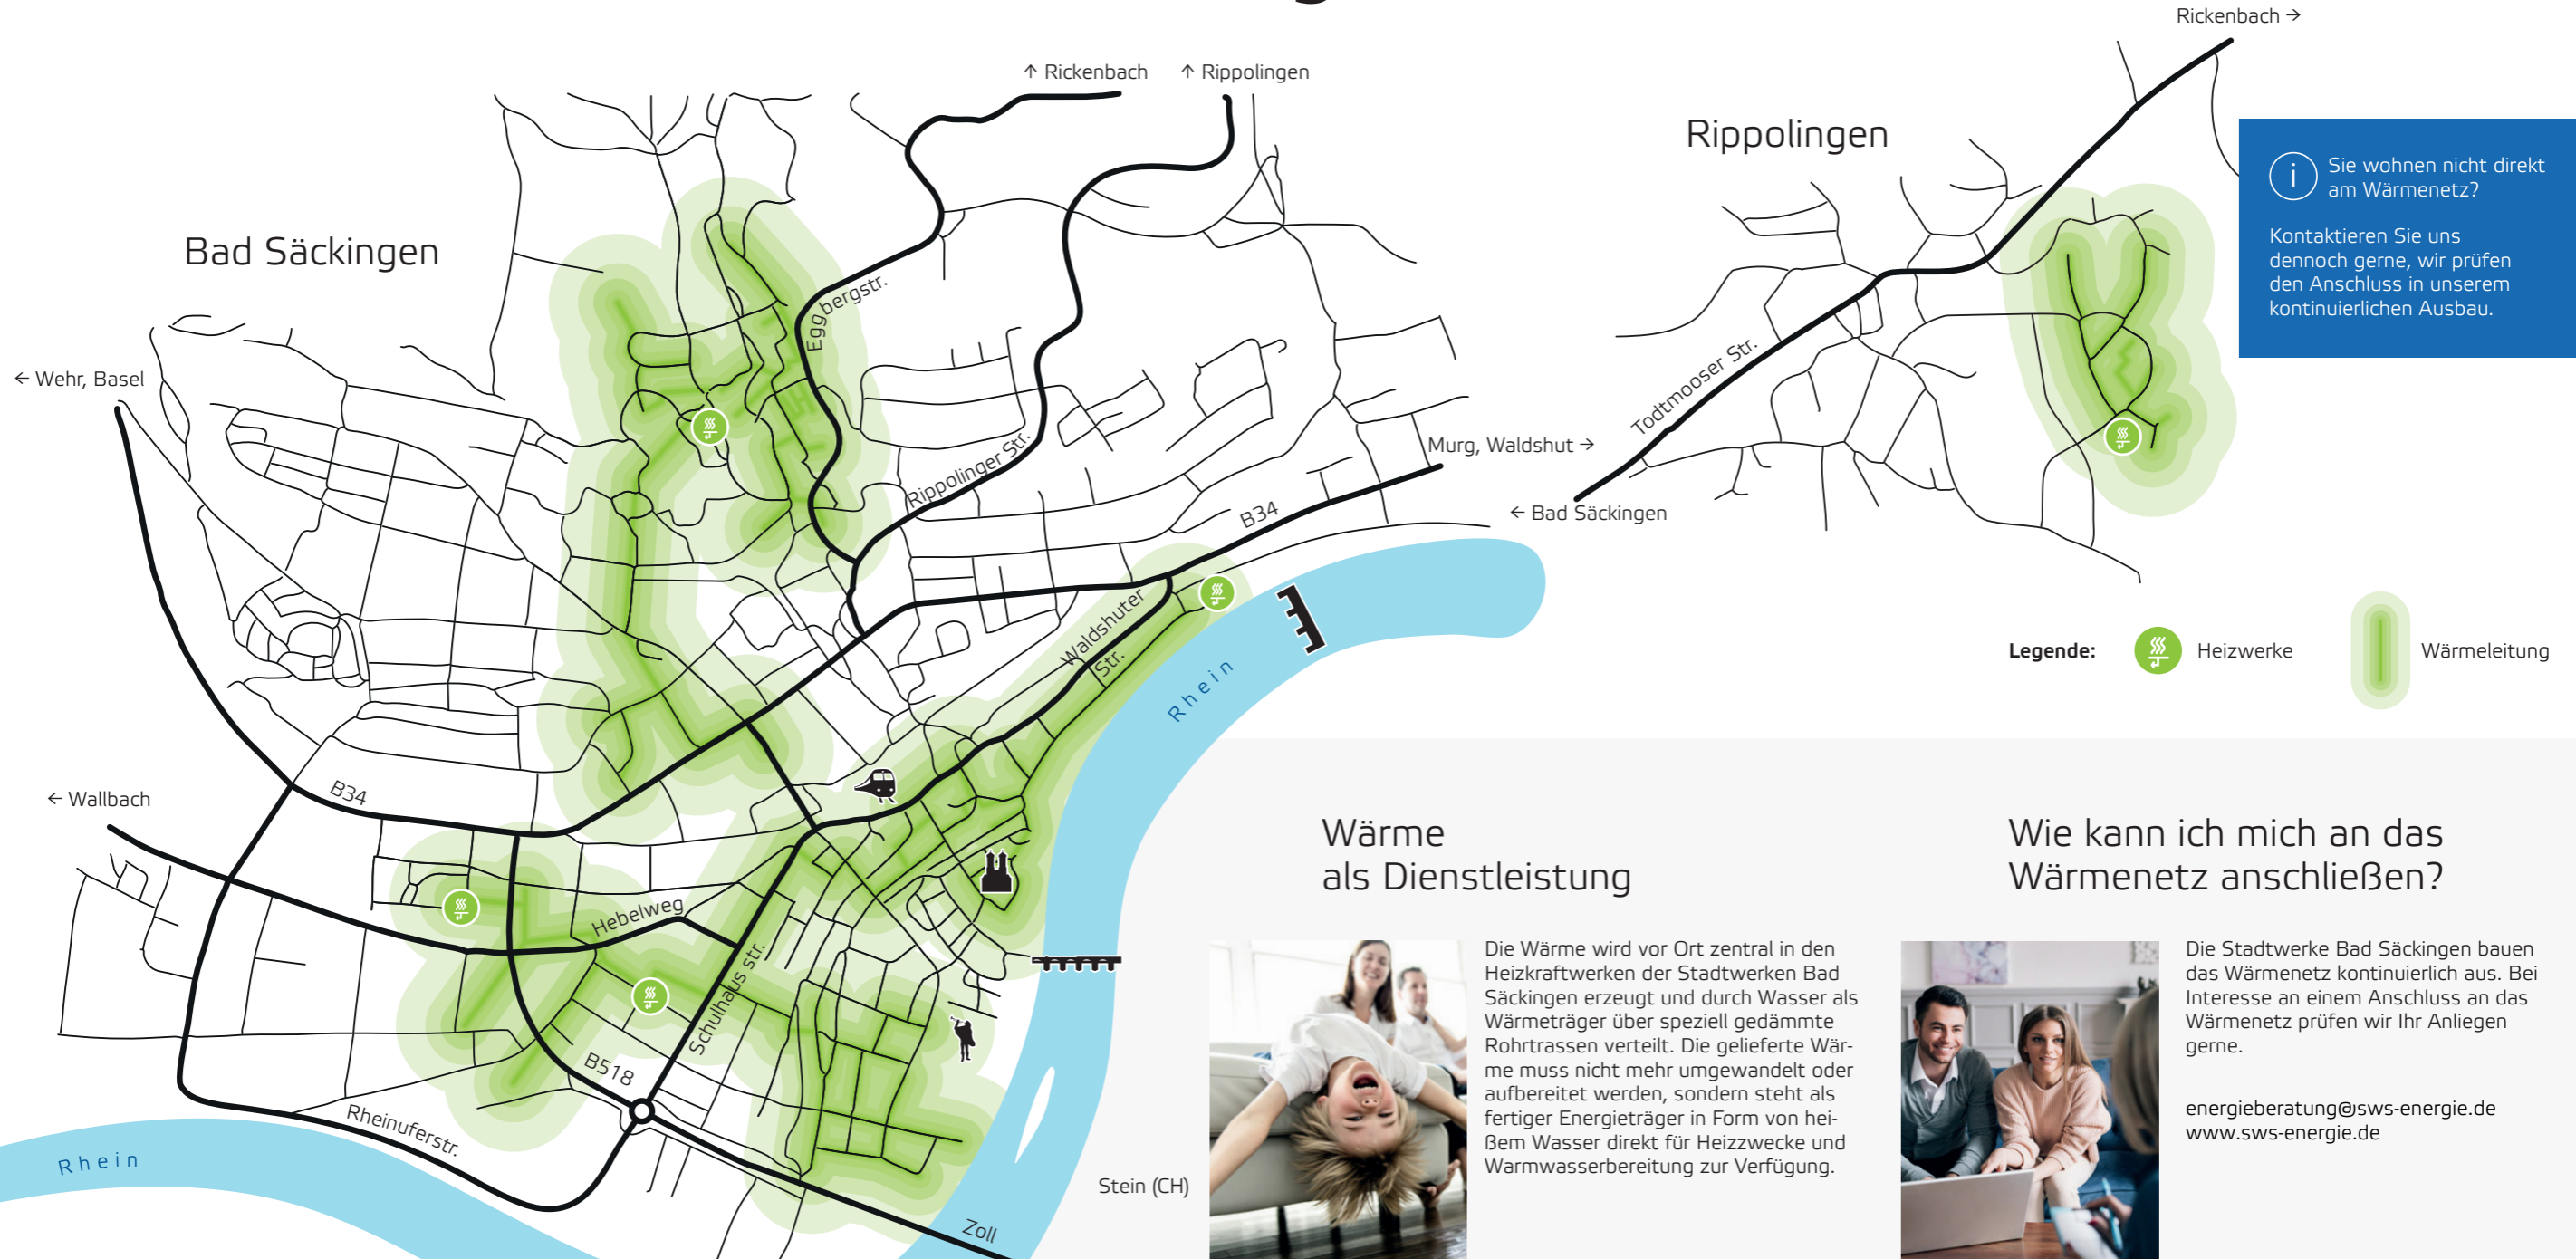 Rickenbach →
↑ Rickenbach
↑ Rippolingen
Rippolingen
Bad Säckingen
i
Sie wohnen nicht direkt
am Wärmenetz?
Kontaktieren Sie uns
dennoch gerne, wir prüfen
den Anschluss in unserem
kontinuierlichen Ausbau.
← Wehr, Basel
Eggbergstr.
Todtmooser Str.
Murg, Waldshut →
Rippolinger Str.
B34
← Bad Säckingen
Waldshuter
Str.
Rhein
Legende:
Heizwerke
Wärmeleitung
B34
← Wallbach
Hebelweg
Schulhaus str.
B518
Rheinuferstr.
Rhein
Stein (CH)
Zoll
Wärme
als Dienstleistung
Die Wärme wird vor Ort zentral in den
Heizkraftwerken der Stadtwerken Bad
Säckingen erzeugt und durch Wasser als
Wärmeträger über speziell gedämmte
Rohrtrassen verteilt. Die gelieferte Wär-
me muss nicht mehr umgewandelt oder
aufbereitet werden, sondern steht als
fertiger Energieträger in Form von hei-
ßem Wasser direkt für Heizzwecke und
Warmwasserbereitung zur Verfügung.
Wie kann ich mich an das
Wärmenetz anschließen?
Die Stadtwerke Bad Säckingen bauen
das Wärmenetz kontinuierlich aus. Bei
Interesse an einem Anschluss an das
Wärmenetz prüfen wir Ihr Anliegen
gerne.
energieberatung@sws-energie.de
www.sws-energie.de